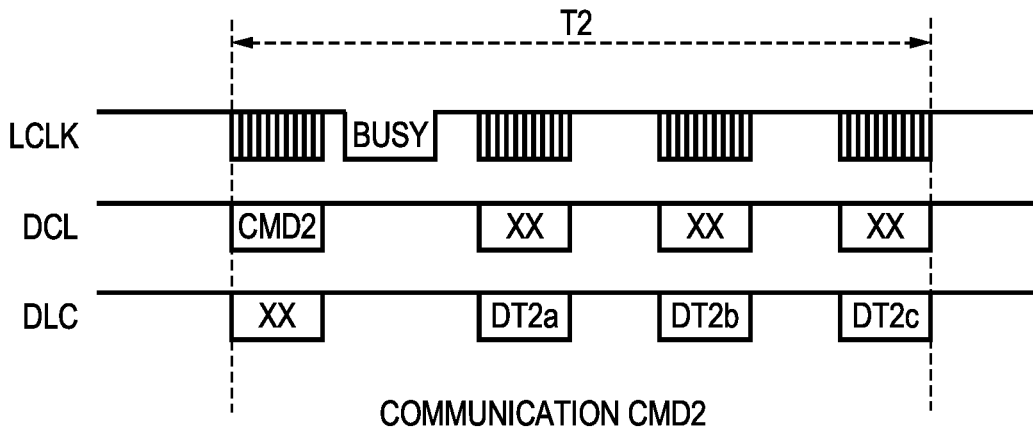 T2
LCLK BUSY
DCL CMD2 XX XX XX
DLC XX DT2a DT2b DT2c
COMMUNICATION CMD2